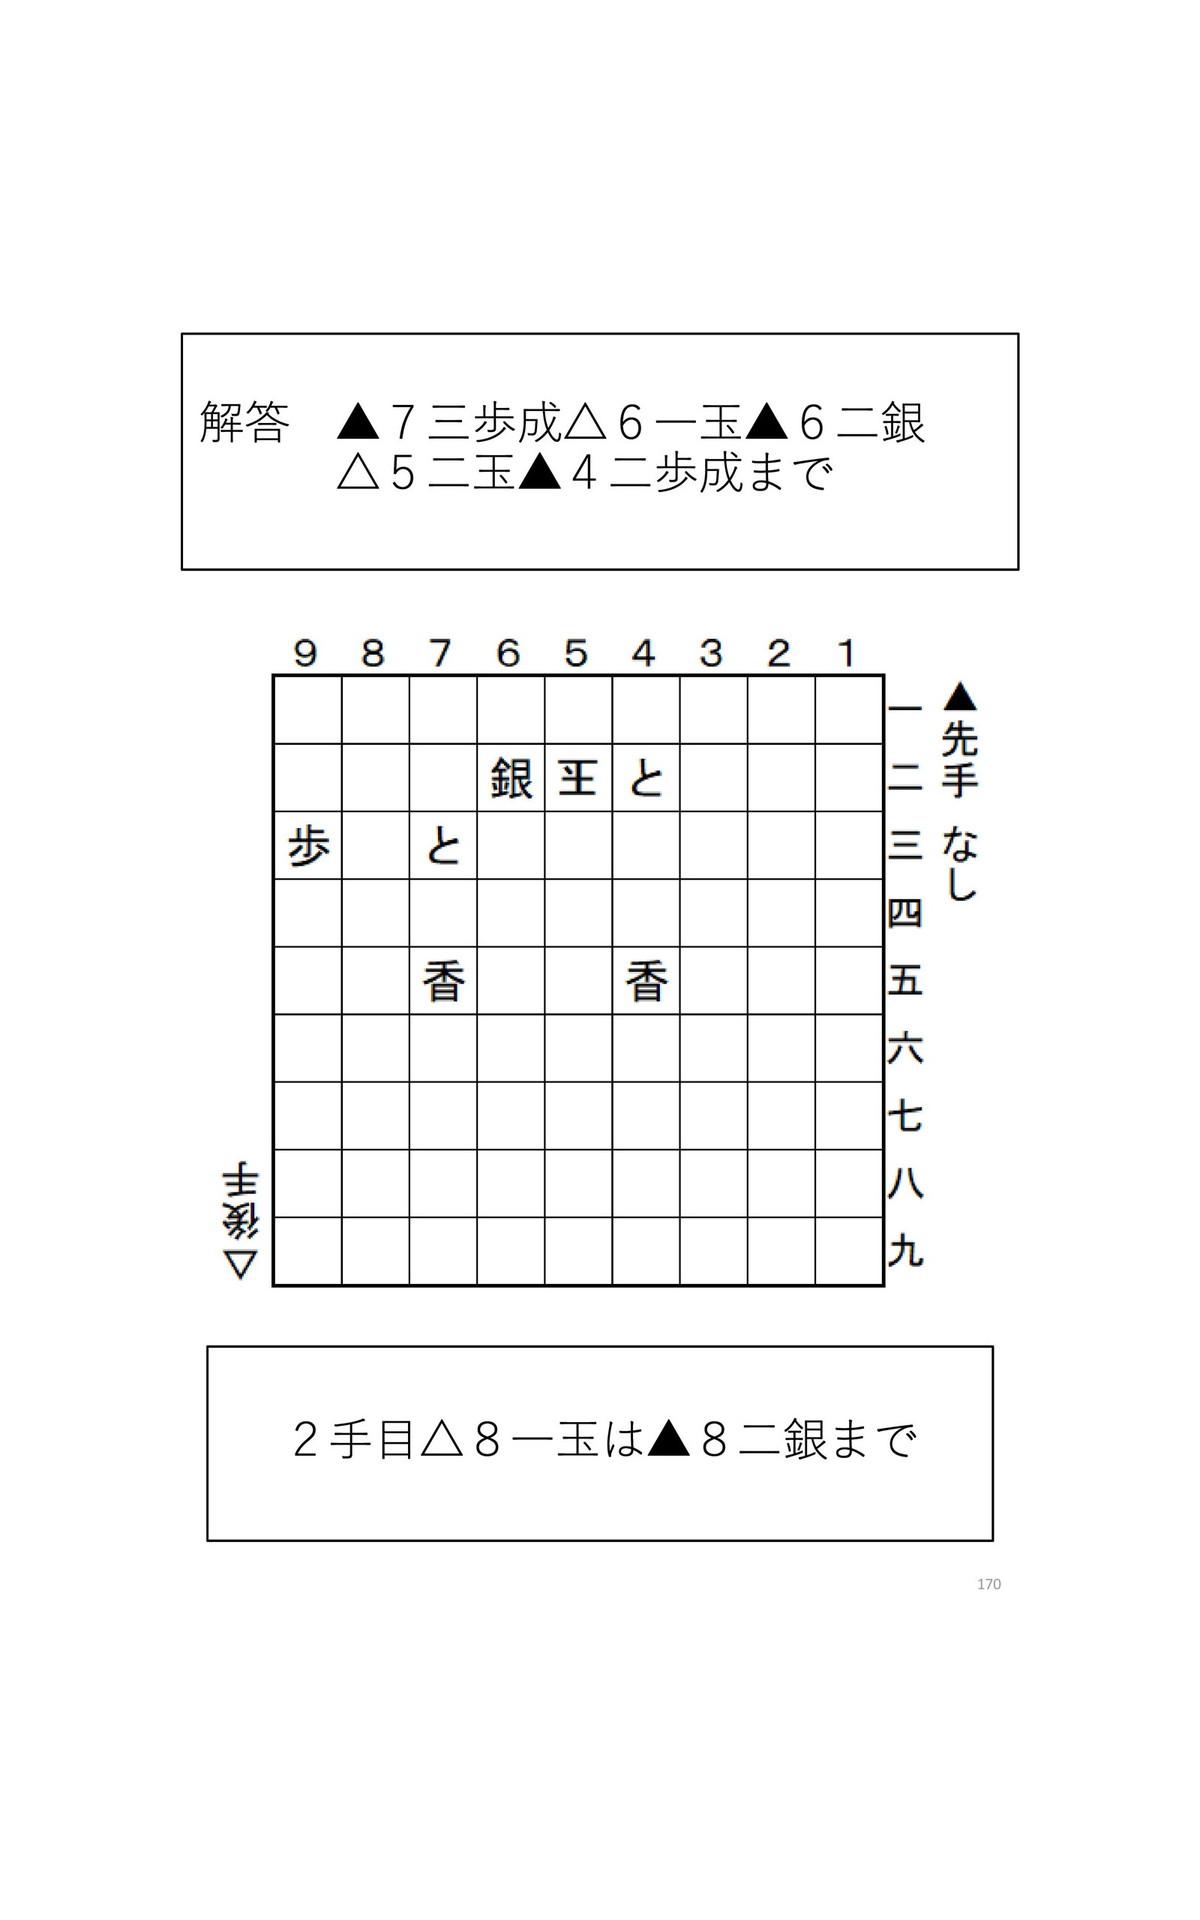 解答　▲７三歩成△６一玉▲６二銀
△５二玉▲４二歩成まで
9 8 7 6 5 4 3 2 1
一
銀 王 と 二
歩 と 三
四
香 香 五
六
七
八
九
▲先手 なし
△後手
２手目△８一玉は▲８二銀まで
170